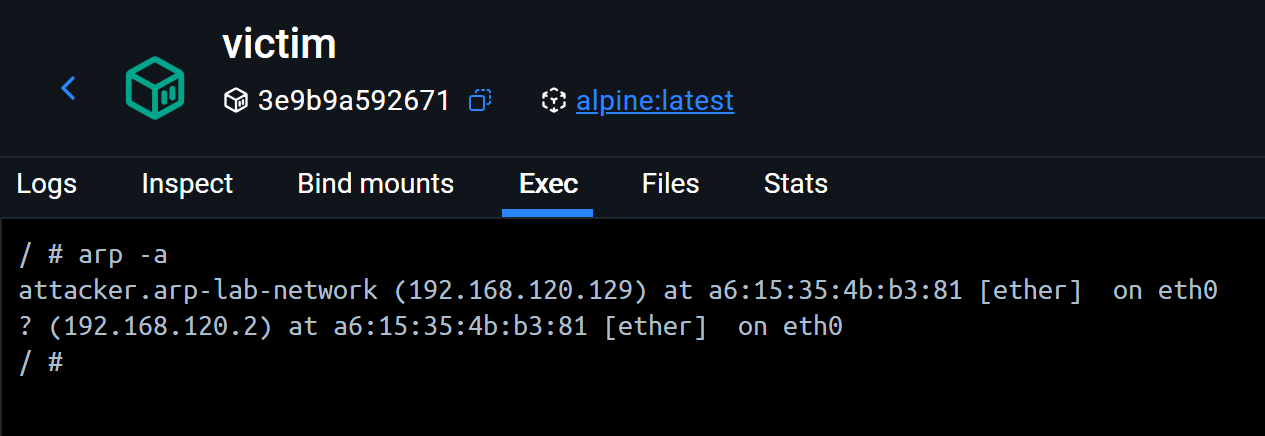 victim
3e9b9a592671 alpine:latest
Logs Inspect Bind mounts Exec Files Stats
/ # arp -a
attacker.arp-lab-network (192.168.120.129) at a6:15:35:4b:b3:81 [ether]  on eth0
? (192.168.120.2) at a6:15:35:4b:b3:81 [ether]  on eth0
/ #